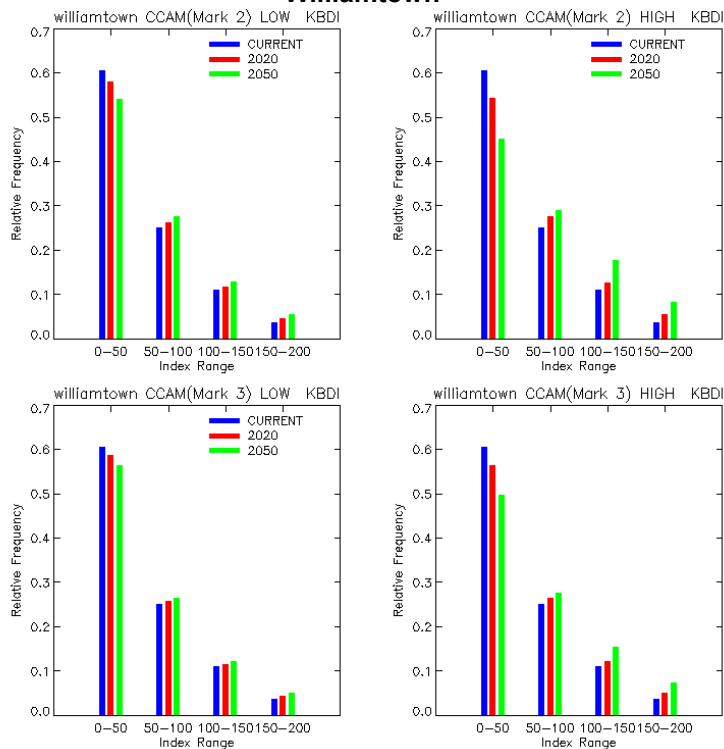 williamtown CCAM(Mark 2) LOW KBDI
0.7
0.6
0.5
0.4
0.3
0.2
0.1
0.0
Relative Frequency
CURRENT
2020
2050
0-50 50-100 100-150 150-200
Index Range
williamtown CCAM(Mark 2) HIGH KBDI
0.7
0.6
0.5
0.4
0.3
0.2
0.1
0.0
Relative Frequency
CURRENT
2020
2050
0-50 50-100 100-150 150-200
Index Range
williamtown CCAM(Mark 3) LOW KBDI
0.7
0.6
0.5
0.4
0.3
0.2
0.1
0.0
Relative Frequency
CURRENT
2020
2050
0-50 50-100 100-150 150-200
Index Range
williamtown CCAM(Mark 3) HIGH KBDI
0.7
0.6
0.5
0.4
0.3
0.2
0.1
0.0
Relative Frequency
0-50 50-100 100-150 150-200
Index Range